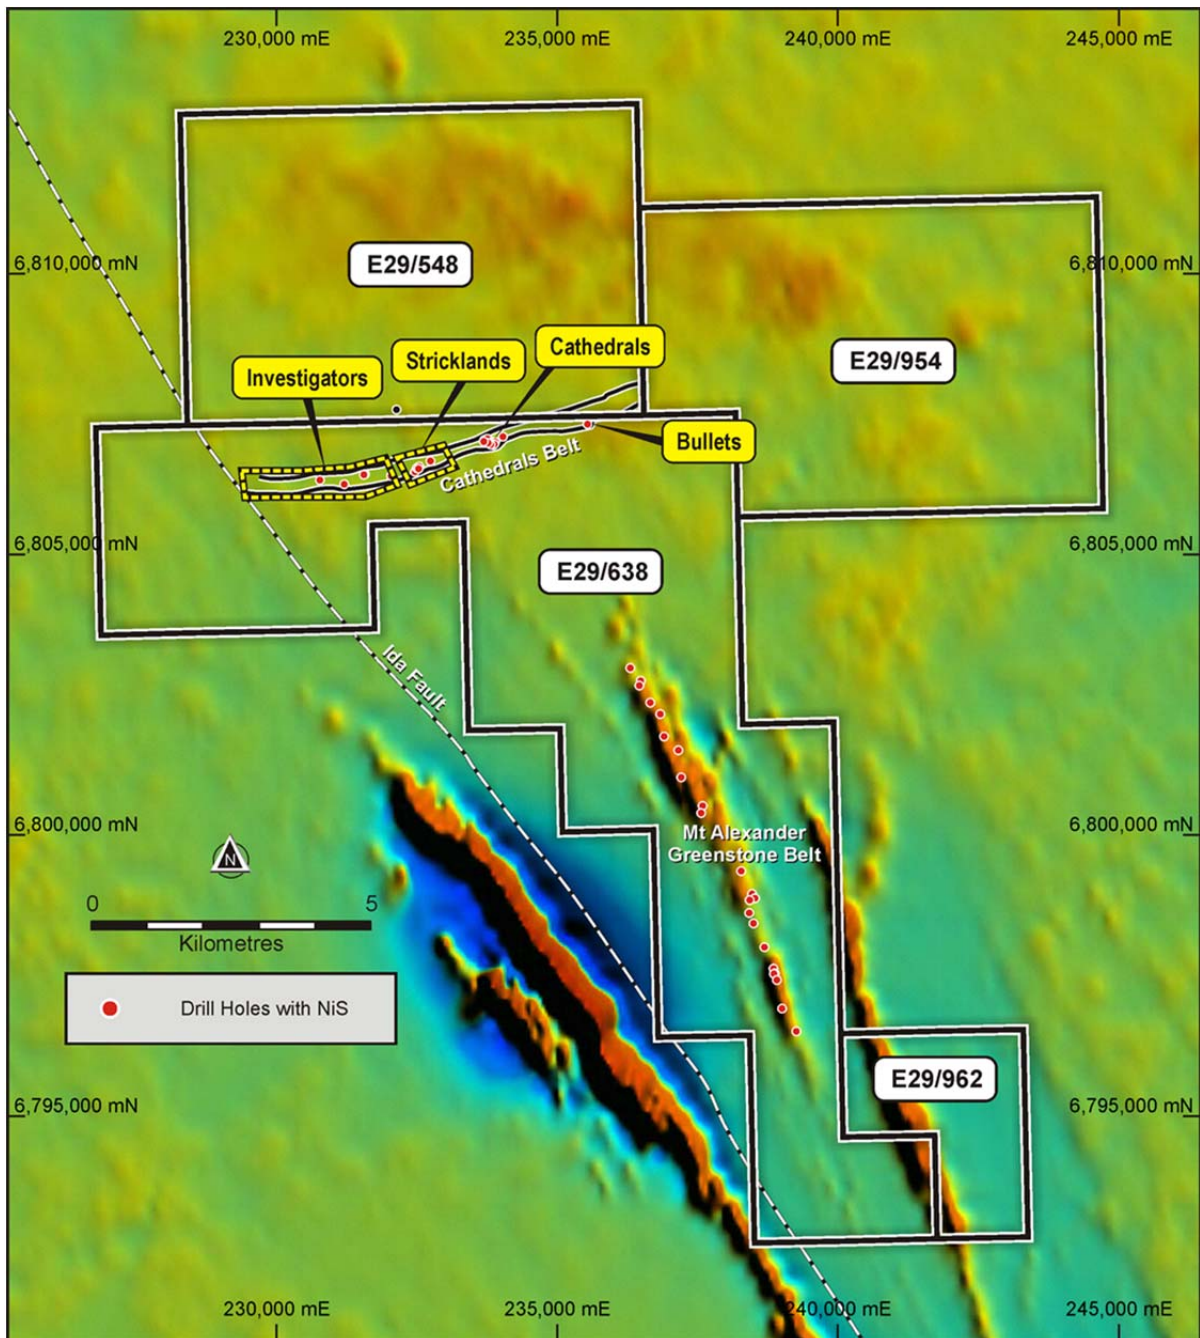 230,000 mE
235,000 mE
240,000 mE
245,000 mE
6,810,000 mN
E29/548
6,810,000 mN
Investigators
Stricklands
Cathedrals
E29/954
Bullets
Cathedrals Belt
6,805,000 mN
E29/638
6,805,000 mN
Ida Fault
6,800,000 mN
Mt Alexander
Greenstone Belt
6,800,000 mN
N
0
5
Kilometres
Drill Holes with NiS
E29/962
6,795,000 mN
6,795,000 mN
230,000 mE
235,000 mE
240,000 mE
245,000 mE